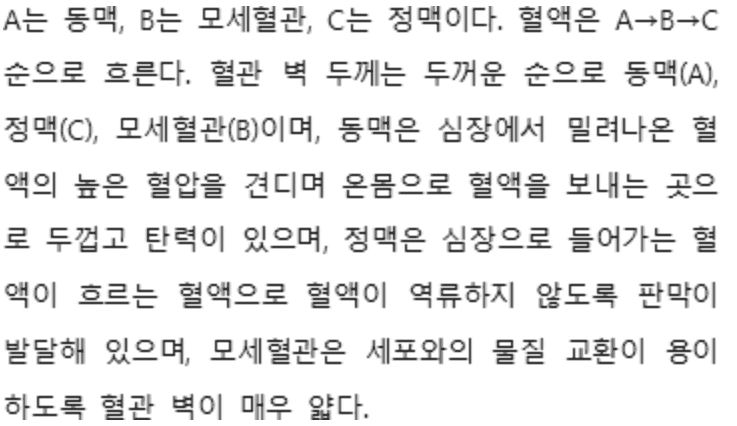 A는 동맥, B는 모세혈관, C는 정맥이다. 혈액은 A→B→C
순으로 흐른다. 혈관 벽 두께는 두꺼운 순으로 동맥(A),
정맥(C), 모세혈관(B)이며, 동맥은 심장에서 밀려나온 혈
액의 높은 혈압을 견디며 온몸으로 혈액을 보내는 곳으
로 두껍고 탄력이 있으며, 정맥은 심장으로 들어가는 혈
액이 흐르는 혈액으로 혈액이 역류하지 않도록 판막이
발달해 있으며, 모세혈관은 세포와의 물질 교환이 용이
하도록 혈관 벽이 매우 얇다.